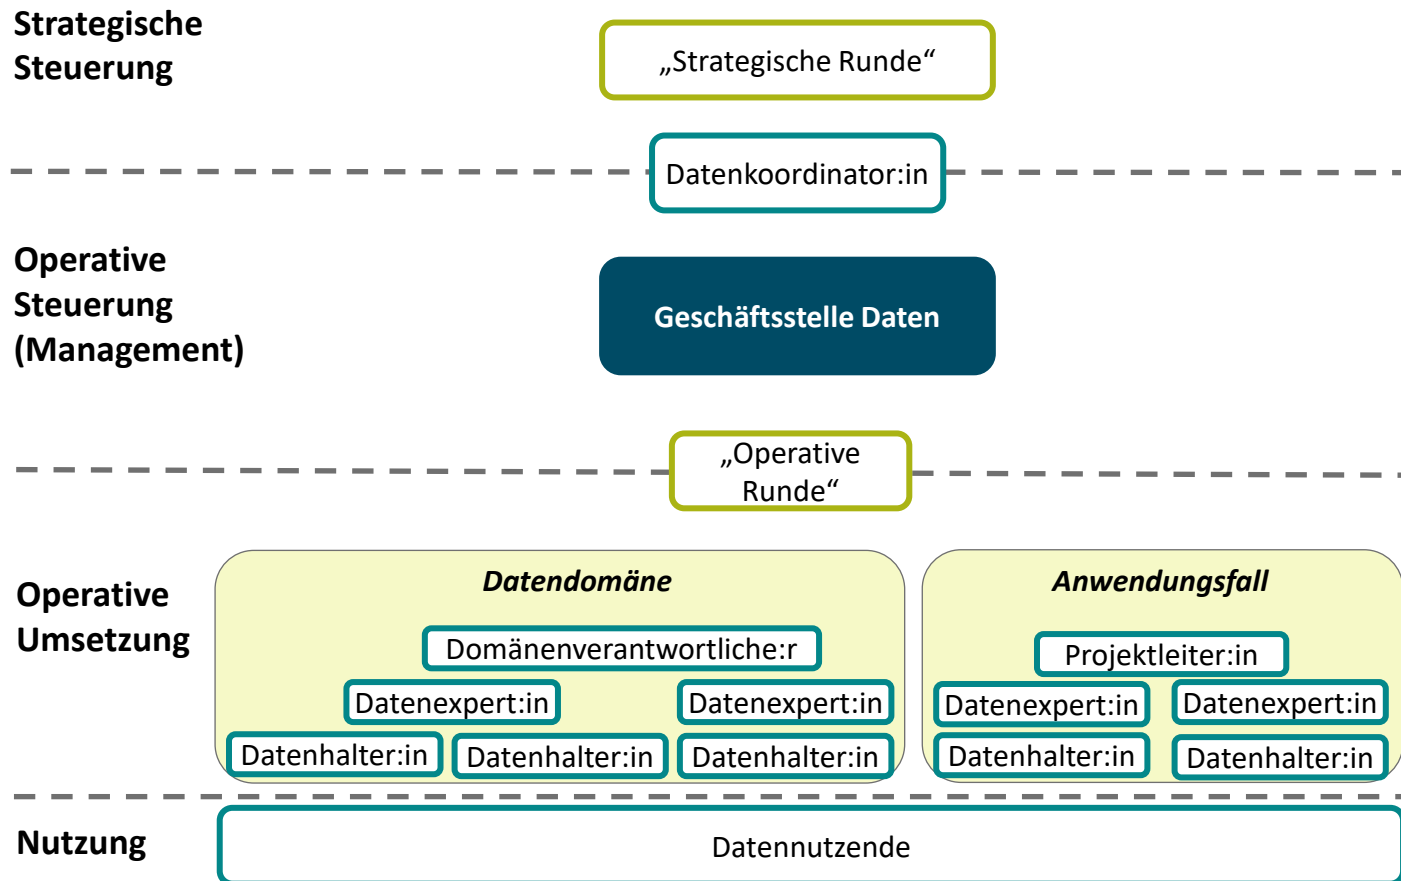 Strategische
Steuerung
„Strategische Runde“
Datenkoordinator:in
Operative
Steuerung
(Management)
Geschäftsstelle Daten
„Operative
Runde“
Operative
Umsetzung
Datendomäne
Domänenverantwortliche:r
Datenexpert:in
Datenexpert:in
Datenhalter:in
Datenhalter:in
Datenhalter:in
Anwendungsfall
Projektleiter:in
Datenexpert:in
Datenexpert:in
Datenhalter:in
Datenhalter:in
Nutzung
Datennutzende